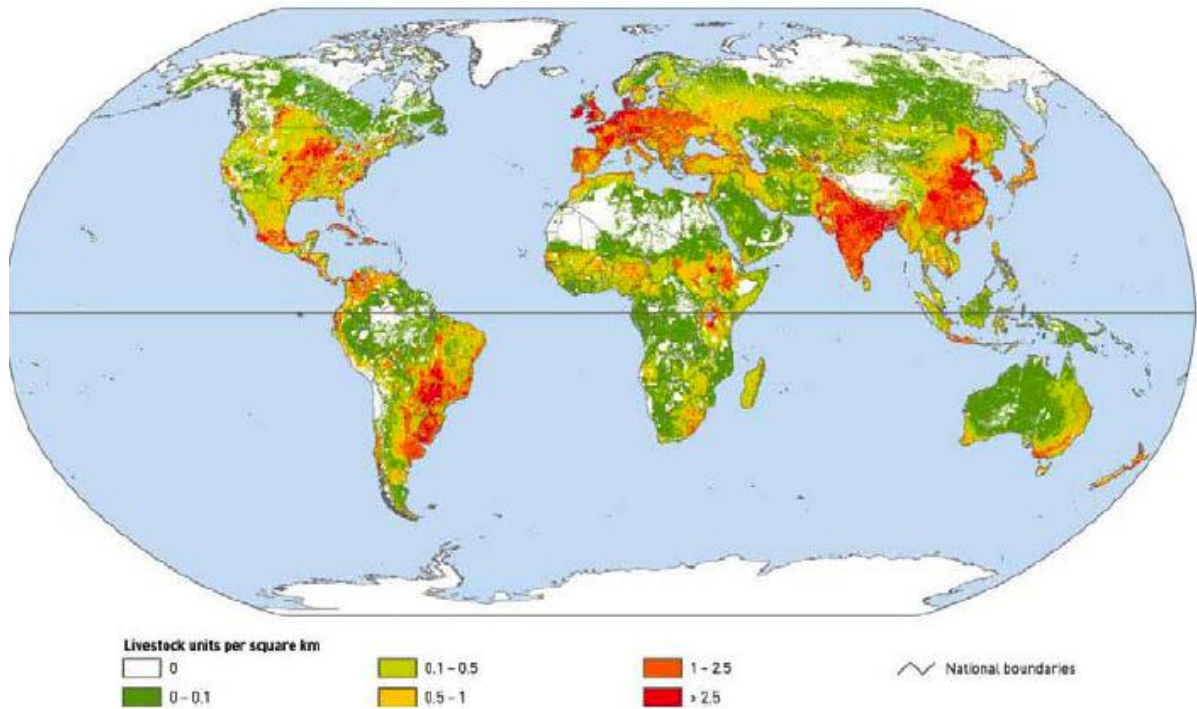 Livestock units per square km
0
0.1 – 0.5
1 – 2.5
National boundaries
0 – 0.1
0.5 – 1
> 2.5